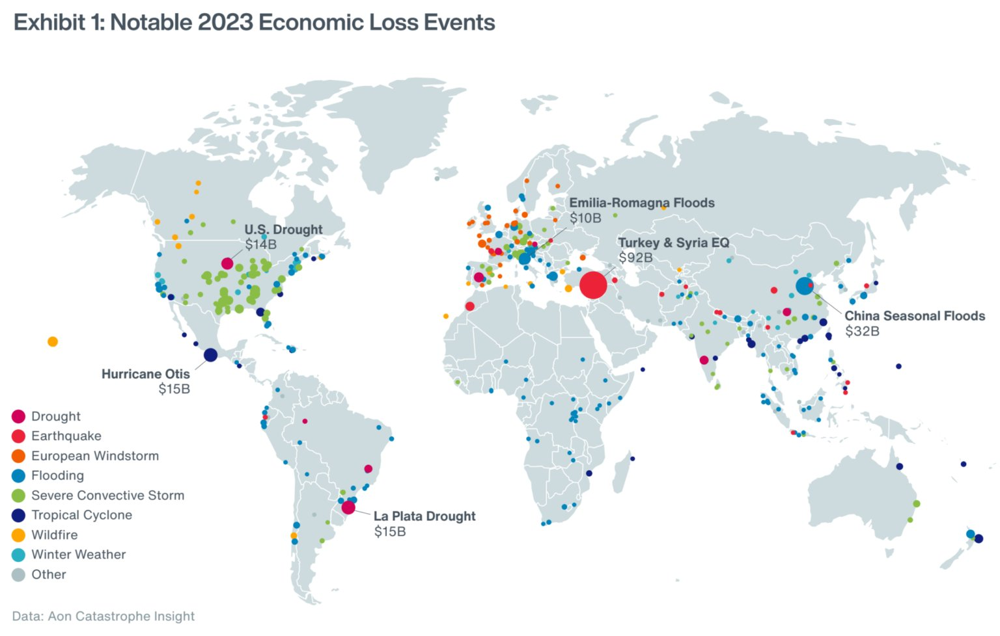 Exhibit 1: Notable 2023 Economic Loss Events
Emilia-Romagna Floods
$10B
U.S. Drought
$14B
Turkey & Syria EQ
$92B
China Seasonal Floods
$32B
Hurricane Otis
$15B
La Plata Drought
$15B
Drought
Earthquake
European Windstorm
Flooding
Severe Convective Storm
Tropical Cyclone
Wildfire
Winter Weather
Other
Data: Aon Catastrophe Insight